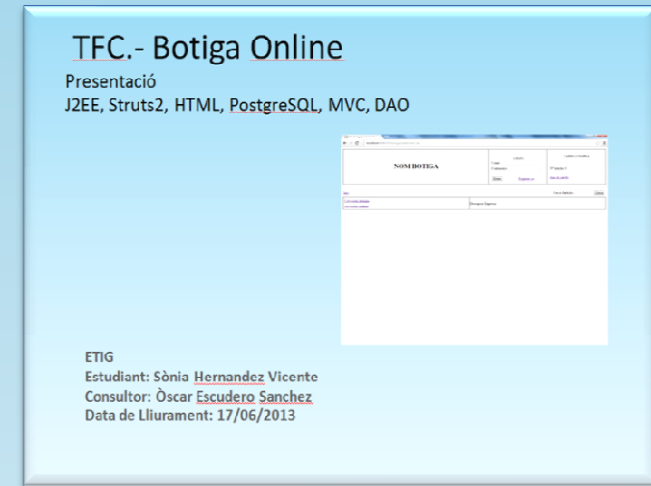 TFC.- Botiga Online
Presentació
J2EE, Struts2, HTML, PostgreSQL, MVC, DAO
NOM BOTIGA
ETIG
Estudiant: Sònia Hernandez Vicente
Consultor: Òscar Escudero Sanchez
Data de Lliurament: 17/06/2013